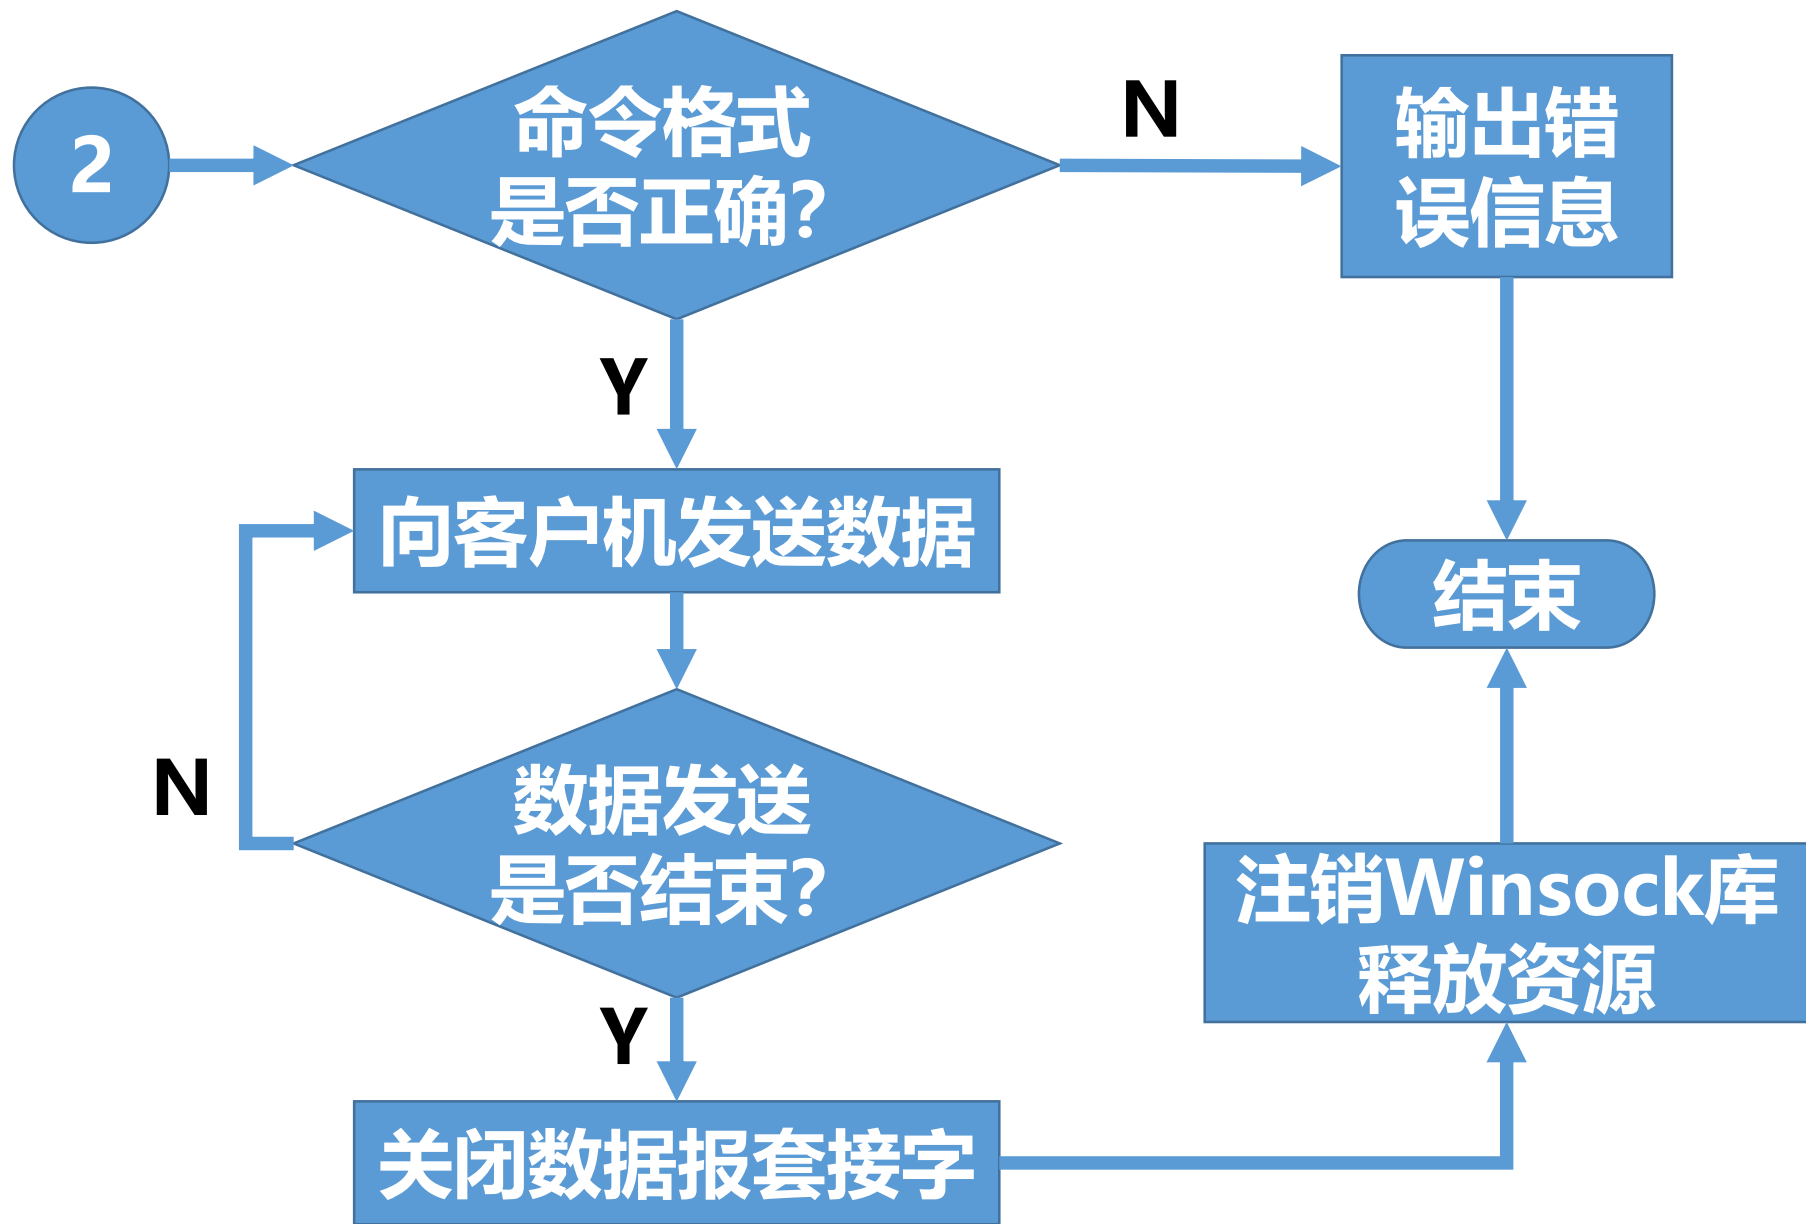 2
命令格式
是否正确？
N
输出错
误信息
Y
向客户机发送数据
结束
N
数据发送
是否结束？
注销Winsock库
释放资源
Y
关闭数据报套接字